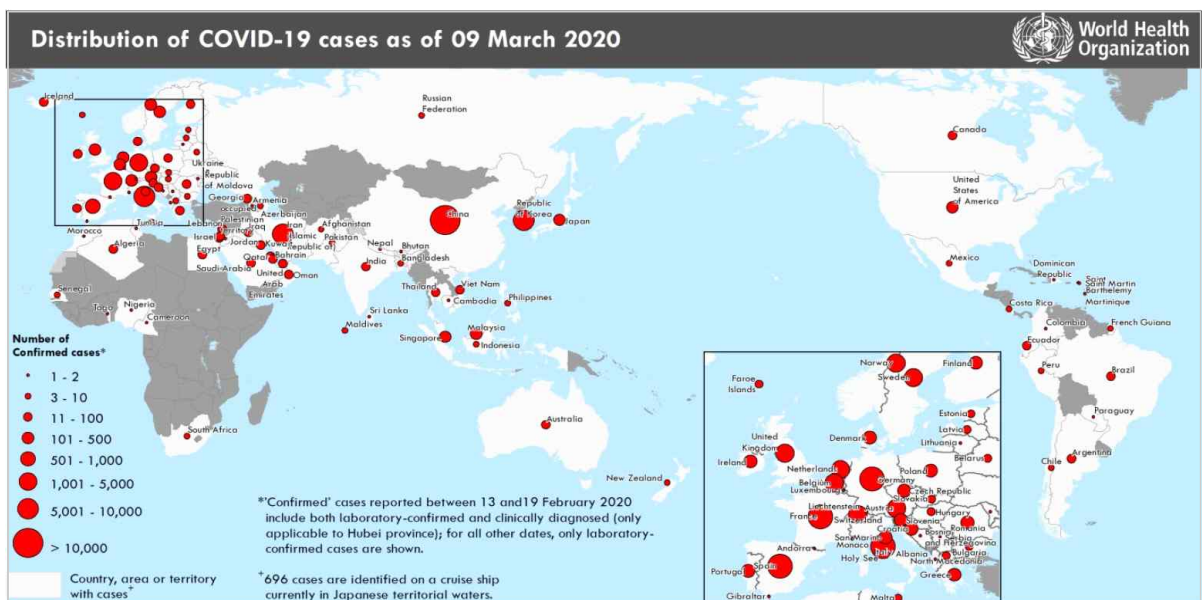 Distribution of COVID-19 cases as of 09 March 2020
World Health
Organization
Iceland
Russian
Federation
Canada
United
States
of America
Ukraine
Republic
of Moldova
Georgia
Armenia
Azerbaijan
occupied
Palestinian
Territory
Lebanon
Israel
Iraq
Iran
(Islamic
Republic of)
Jordan
Kuwait
Afghanistan
Pakistan
China
Republic
of Korea
Japan
Morocco
Tunisia
Algeria
Egypt
Saudi Arabia
Qatar
Bahrain
United
Arab
Emirates
Oman
Nepal
Bhutan
Bangladesh
India
Viet Nam
Thailand
Cambodia
Philippines
Sri Lanka
Maldives
Malaysia
Singapore
Indonesia
Senegal
Togo
Nigeria
Cameroon
South Africa
Australia
New Zealand
Mexico
Dominican
Republic
Saint
Saint Martin
Barthelemy
Martinique
Costa Rica
Colombia
French Guiana
Ecuador
Peru
Brazil
Paraguay
Chile
Argentina
Number of
Confirmed cases*
1 - 2
3 - 10
11 - 100
101 - 500
501 - 1,000
1,001 - 5,000
5,001 - 10,000
> 10,000
Country, area or territory
with cases+
*'Confirmed' cases reported between 13 and19 February 2020
include both laboratory-confirmed and clinically diagnosed (only
applicable to Hubei province); for all other dates, only laboratory-
confirmed cases are shown.
+696 cases are identified on a cruise ship
currently in Japanese territorial waters.
Norway
Finland
Sweden
Faroe
Islands
Estonia
Latvia
Lithuania
Denmark
United
Kingdom
Ireland
Belarus
Netherlands
Poland
Belgium
Germany
Luxembourg
Czech Republic
Slovakia
Liechtenstein
Austria
Hungary
France
Switzerland
Slovenia
Romania
Croatia
San Marino
Bosnia
and Herzegovina
Serbia
Monaco
Italy
Andorra
Holy See
Albania
Bulgaria
North Macedonia
Portugal
Spain
Greece
Gibraltar
Malta